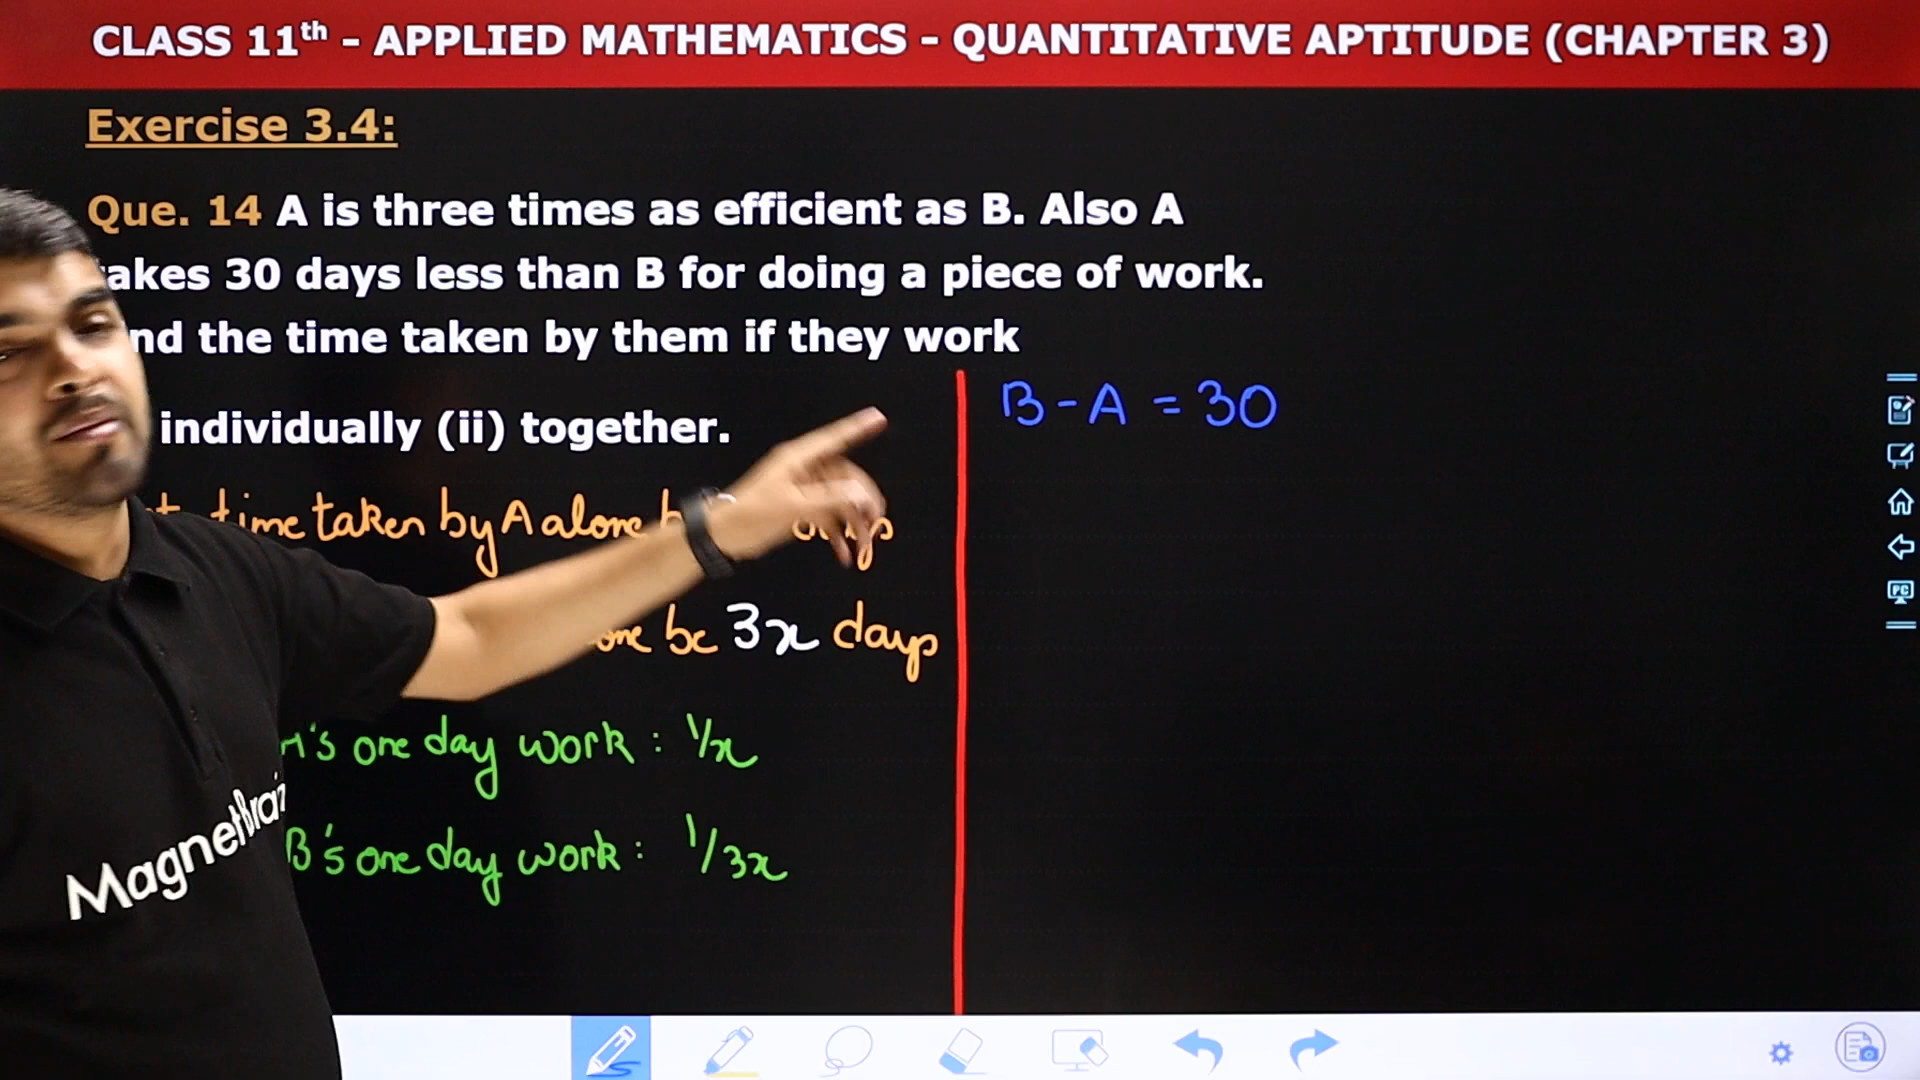 CLASS 11th - APPLIED MATHEMATICS - QUANTITATIVE APTITUDE (CHAPTER 3)
Exercise 3.4:
Que. 14 A is three times as efficient as B. Also A
akes 30 days less than B for doing a piece of work.
nd the time taken by them if they work
individually (ii) together.
B - A = 30
time taken by A alone days
be 3x days
A's one day work : 1/x
B's one day work : 1/3x
MagnetBrain
PC